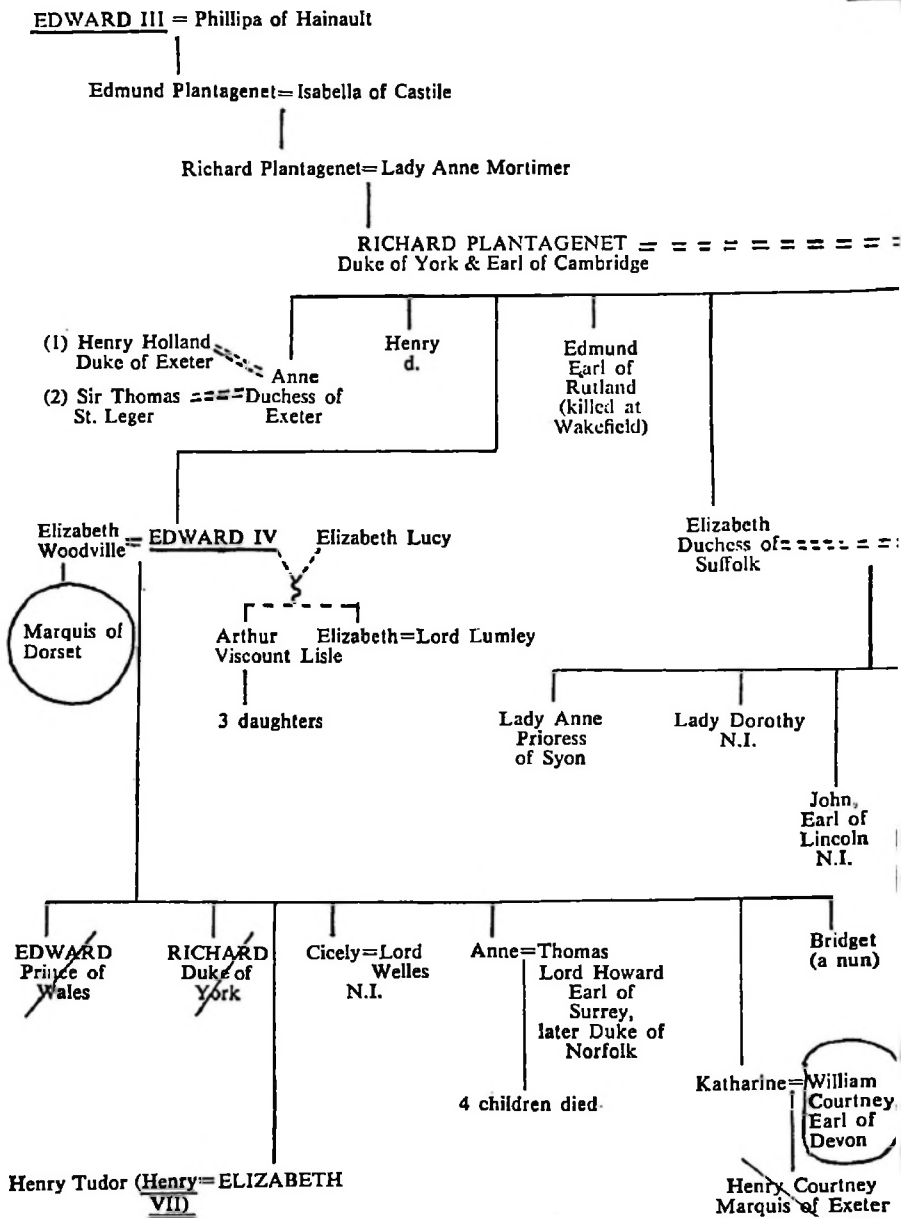 EDWARD III = Phillipa of Hainault
Edmund Plantagenet=Isabella of Castile
Richard Plantagenet=Lady Anne Mortimer
RICHARD PLANTAGENET
Duke of York & Earl of Cambridge
(1) Henry Holland
Duke of Exeter
(2) Sir Thomas
St. Leger
Anne
Duchess of
Exeter
Henry
d.
Edmund
Earl of
Rutland
(killed at
Wakefield)
Elizabeth
Woodville = EDWARD IV
Elizabeth Lucy
Elizabeth
Duchess of
Suffolk
Marquis of
Dorset
Arthur
Viscount Lisle
Elizabeth=Lord Lumley
3 daughters
Lady Anne
Prioress
of Syon
Lady Dorothy
N.I.
John,
Earl of
Lincoln
N.I.
EDWARD
Prince of
Wales
RICHARD
Duke of
York
Cicely=Lord
Welles
N.I.
Anne=Thomas
Lord Howard
Earl of
Surrey,
later Duke of
Norfolk
Bridget
(a nun)
4 children died
Katharine=William
Courtney
Earl of
Devon
Henry Tudor (Henry = ELIZABETH
VII)
Henry Courtney
Marquis of Exeter